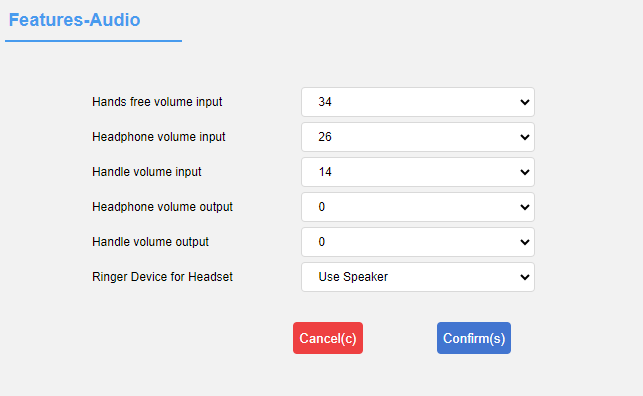 Features-Audio
Hands free volume input 34
Headphone volume input 26
Handle volume input 14
Headphone volume output 0
Handle volume output 0
Ringer Device for Headset Use Speaker
Cancel(c) Confirm(s)